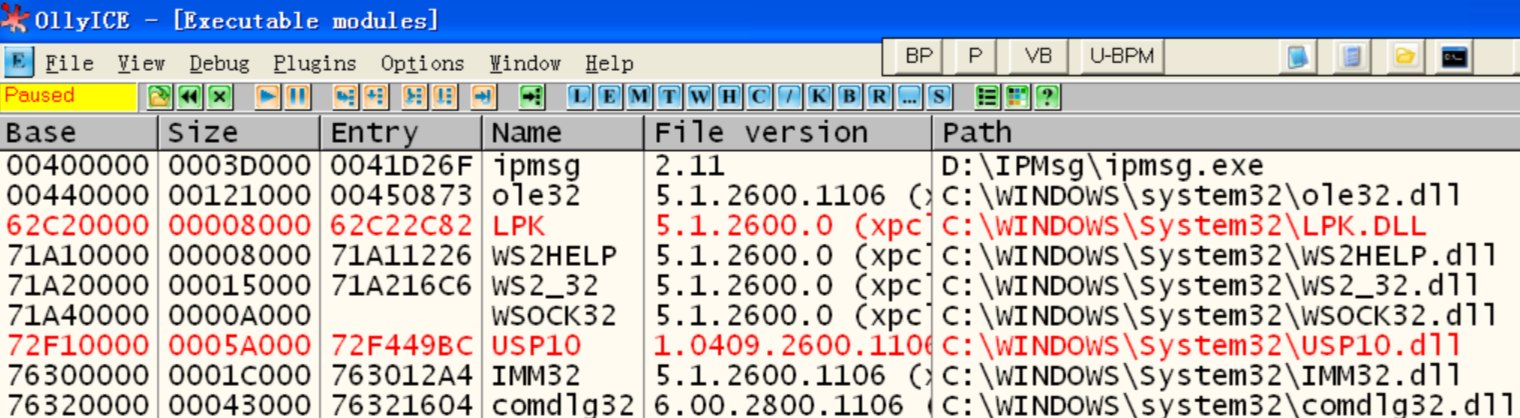 OllyICE - [Executable modules]
E File View Debug Plugins Options Window Help BP P VB U-BPM
Paused L E M T W H C / K B R ... S ?
Base Size Entry Name File version Path
00400000 0003D000 0041D26F ipmsg 2.11 D:\IPMsg\ipmsg.exe
00440000 00121000 00450873 ole32 5.1.2600.1106 (x C:\WINDOWS\system32\ole32.dll
62C20000 00008000 62C22C82 LPK 5.1.2600.0 (xpc C:\WINDOWS\System32\LPK.DLL
71A10000 00008000 71A11226 WS2HELP 5.1.2600.0 (xpc C:\WINDOWS\System32\WS2HELP.dll
71A20000 00015000 71A216C6 WS2_32 5.1.2600.0 (xpc C:\WINDOWS\System32\WS2_32.dll
71A40000 0000A000 WSOCK32 5.1.2600.0 (xpc C:\WINDOWS\System32\WSOCK32.dll
72F10000 0005A000 72F449BC USP10 1.0409.2600.1106 C:\WINDOWS\System32\USP10.dll
76300000 0001C000 763012A4 IMM32 5.1.2600.1106 (x C:\WINDOWS\System32\IMM32.dll
76320000 00043000 76321604 comdlg32 6.00.2800.1106 ( C:\WINDOWS\system32\comdlg32.dll